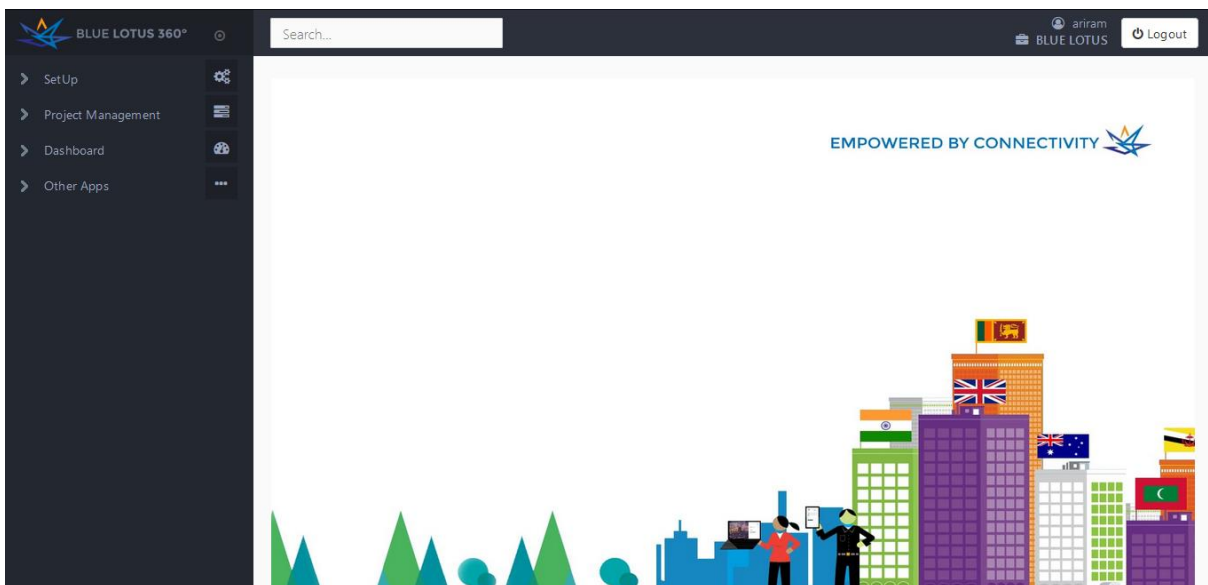 BLUE LOTUS 360°
Search...
ariram
BLUE LOTUS
Logout
SetUp
Project Management
Dashboard
Other Apps
EMPOWERED BY CONNECTIVITY